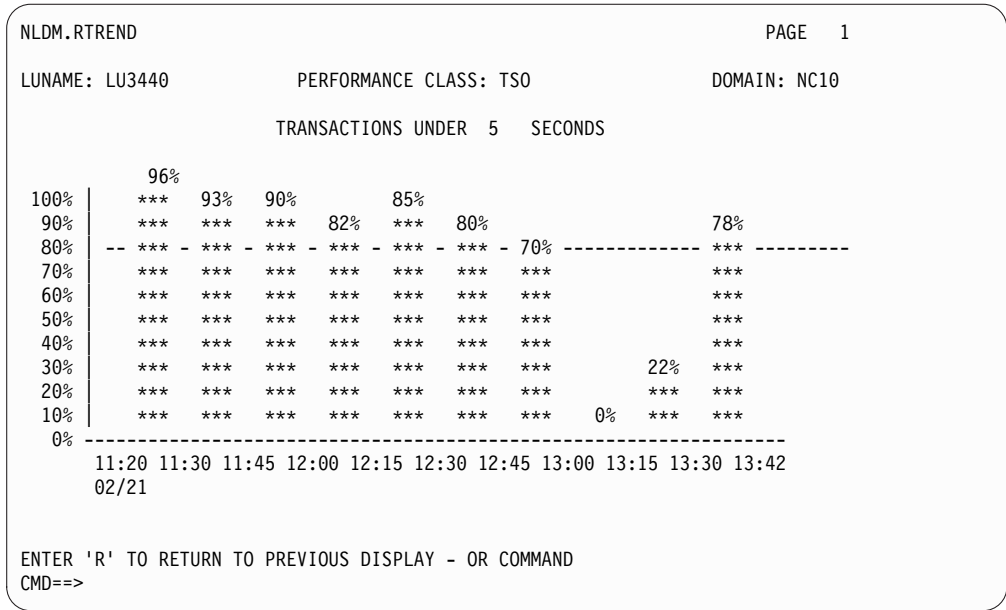 NLDM.RTREND                                                            PAGE   1
LUNAME: LU3440            PERFORMANCE CLASS: TSO                 DOMAIN: NC10
                        TRANSACTIONS UNDER  5   SECONDS
            96%
 100% |    ***   93%   90%         85%
  90% |    ***   ***   ***   82%   ***   80%                     78%
  80% | -- *** - *** - *** - *** - *** - *** - 70% ------------- *** ---------
  70% |    ***   ***   ***   ***   ***   ***   ***               ***
  60% |    ***   ***   ***   ***   ***   ***   ***               ***
  50% |    ***   ***   ***   ***   ***   ***   ***               ***
  40% |    ***   ***   ***   ***   ***   ***   ***               ***
  30% |    ***   ***   ***   ***   ***   ***   ***         22%   ***
  20% |    ***   ***   ***   ***   ***   ***   ***         ***   ***
  10% |    ***   ***   ***   ***   ***   ***   ***    0%   ***   ***
   0% ------------------------------------------------------------------
       11:20 11:30 11:45 12:00 12:15 12:30 12:45 13:00 13:15 13:30 13:42
       02/21
ENTER 'R' TO RETURN TO PREVIOUS DISPLAY - OR COMMAND
CMD==>